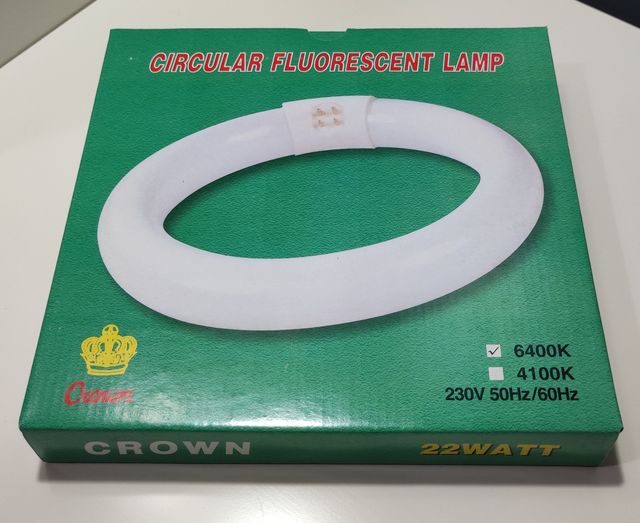 CIRCULAR FLUORESCENT LAMP
6400K
4100K
230V 50Hz/60Hz
Crown
CROWN
22WATT